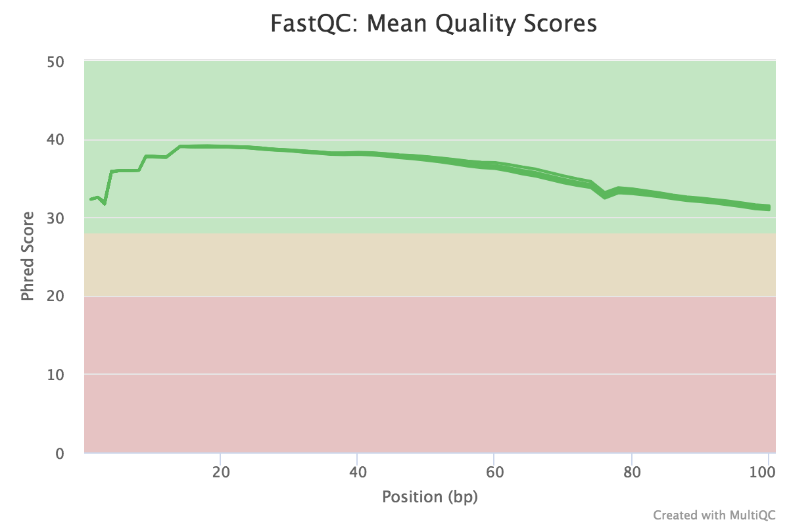 FastQC: Mean Quality Scores
50
40
30
20
10
0
Phred Score
20
40
60
80
100
Position (bp)
Created with MultiQC